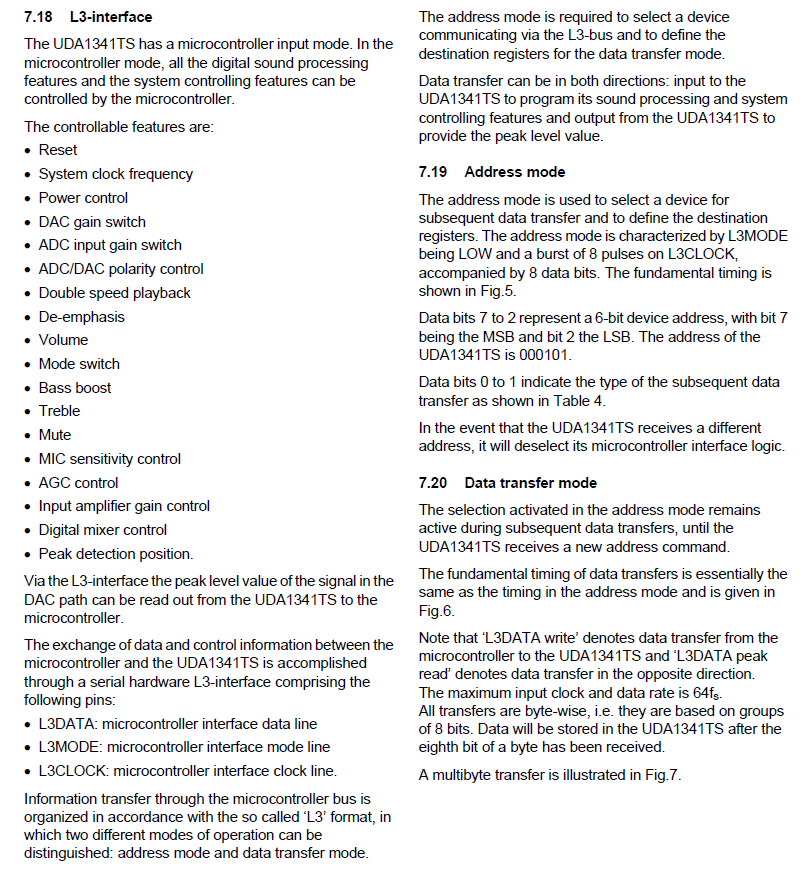 7.18 L3-interface
The UDA1341TS has a microcontroller input mode. In the
microcontroller mode, all the digital sound processing
features and the system controlling features can be
controlled by the microcontroller.
The controllable features are:
• Reset
• System clock frequency
• Power control
• DAC gain switch
• ADC input gain switch
• ADC/DAC polarity control
• Double speed playback
• De-emphasis
• Volume
• Mode switch
• Bass boost
• Treble
• Mute
• MIC sensitivity control
• AGC control
• Input amplifier gain control
• Digital mixer control
• Peak detection position.
Via the L3-interface the peak level value of the signal in the
DAC path can be read out from the UDA1341TS to the
microcontroller.
The exchange of data and control information between the
microcontroller and the UDA1341TS is accomplished
through a serial hardware L3-interface comprising the
following pins:
• L3DATA: microcontroller interface data line
• L3MODE: microcontroller interface mode line
• L3CLOCK: microcontroller interface clock line.
Information transfer through the microcontroller bus is
organized in accordance with the so called ‘L3’ format, in
which two different modes of operation can be
distinguished: address mode and data transfer mode.
The address mode is required to select a device
communicating via the L3-bus and to define the
destination registers for the data transfer mode.
Data transfer can be in both directions: input to the
UDA1341TS to program its sound processing and system
controlling features and output from the UDA1341TS to
provide the peak level value.
7.19 Address mode
The address mode is used to select a device for
subsequent data transfer and to define the destination
registers. The address mode is characterized by L3MODE
being LOW and a burst of 8 pulses on L3CLOCK,
accompanied by 8 data bits. The fundamental timing is
shown in Fig.5.
Data bits 7 to 2 represent a 6-bit device address, with bit 7
being the MSB and bit 2 the LSB. The address of the
UDA1341TS is 000101.
Data bits 0 to 1 indicate the type of the subsequent data
transfer as shown in Table 4.
In the event that the UDA1341TS receives a different
address, it will deselect its microcontroller interface logic.
7.20 Data transfer mode
The selection activated in the address mode remains
active during subsequent data transfers, until the
UDA1341TS receives a new address command.
The fundamental timing of data transfers is essentially the
same as the timing in the address mode and is given in
Fig.6.
Note that ‘L3DATA write’ denotes data transfer from the
microcontroller to the UDA1341TS and ‘L3DATA peak
read’ denotes data transfer in the opposite direction.
The maximum input clock and data rate is 64fs.
All transfers are byte-wise, i.e. they are based on groups
of 8 bits. Data will be stored in the UDA1341TS after the
eighth bit of a byte has been received.
A multibyte transfer is illustrated in Fig.7.